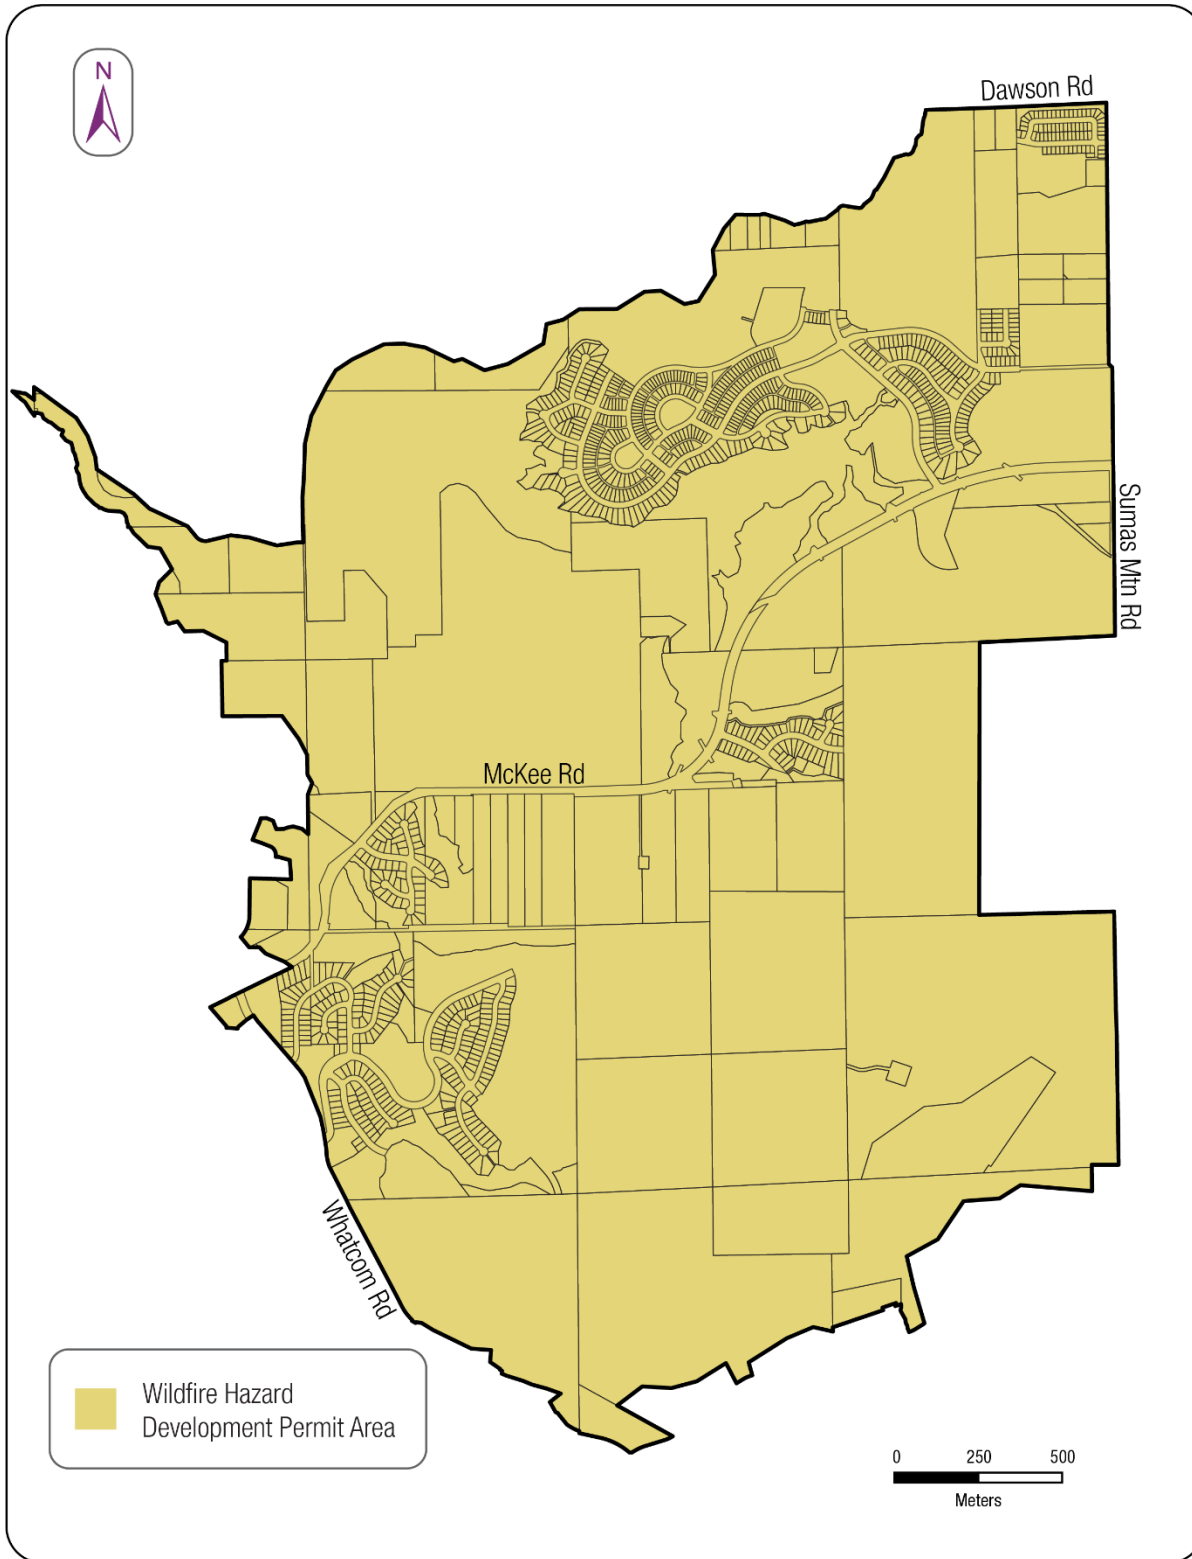 N
Dawson Rd
Sumas Mtn Rd
McKee Rd
Whatcom Rd
Wildfire Hazard
Development Permit Area
0 250 500
Meters